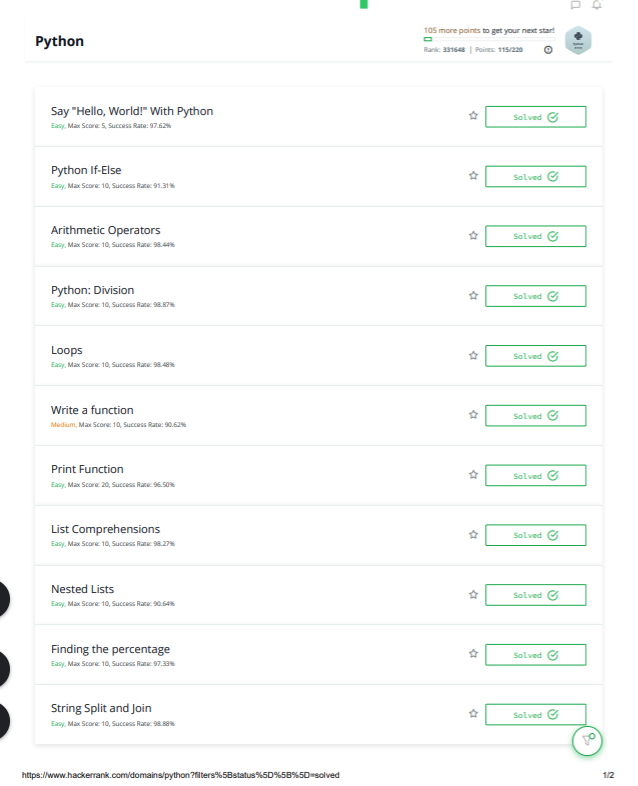 105 more points to get your next star!
Python
Rank: 331648 | Points: 115/220
Say "Hello, World!" With Python
Solved
Easy, Max Score: 5, Success Rate: 97.62%
Python If-Else
Solved
Easy, Max Score: 10, Success Rate: 91.31%
Arithmetic Operators
Solved
Easy, Max Score: 10, Success Rate: 98.44%
Python: Division
Solved
Easy, Max Score: 10, Success Rate: 98.87%
Loops
Solved
Easy, Max Score: 10, Success Rate: 98.48%
Write a function
Solved
Medium, Max Score: 10, Success Rate: 90.62%
Print Function
Solved
Easy, Max Score: 20, Success Rate: 96.50%
List Comprehensions
Solved
Easy, Max Score: 10, Success Rate: 98.27%
Nested Lists
Solved
Easy, Max Score: 10, Success Rate: 90.64%
Finding the percentage
Solved
Easy, Max Score: 10, Success Rate: 97.33%
String Split and Join
Solved
Easy, Max Score: 10, Success Rate: 98.88%
https://www.hackerrank.com/domains/python?filters%5Bstatus%5D%5B%5D=solved
1/2